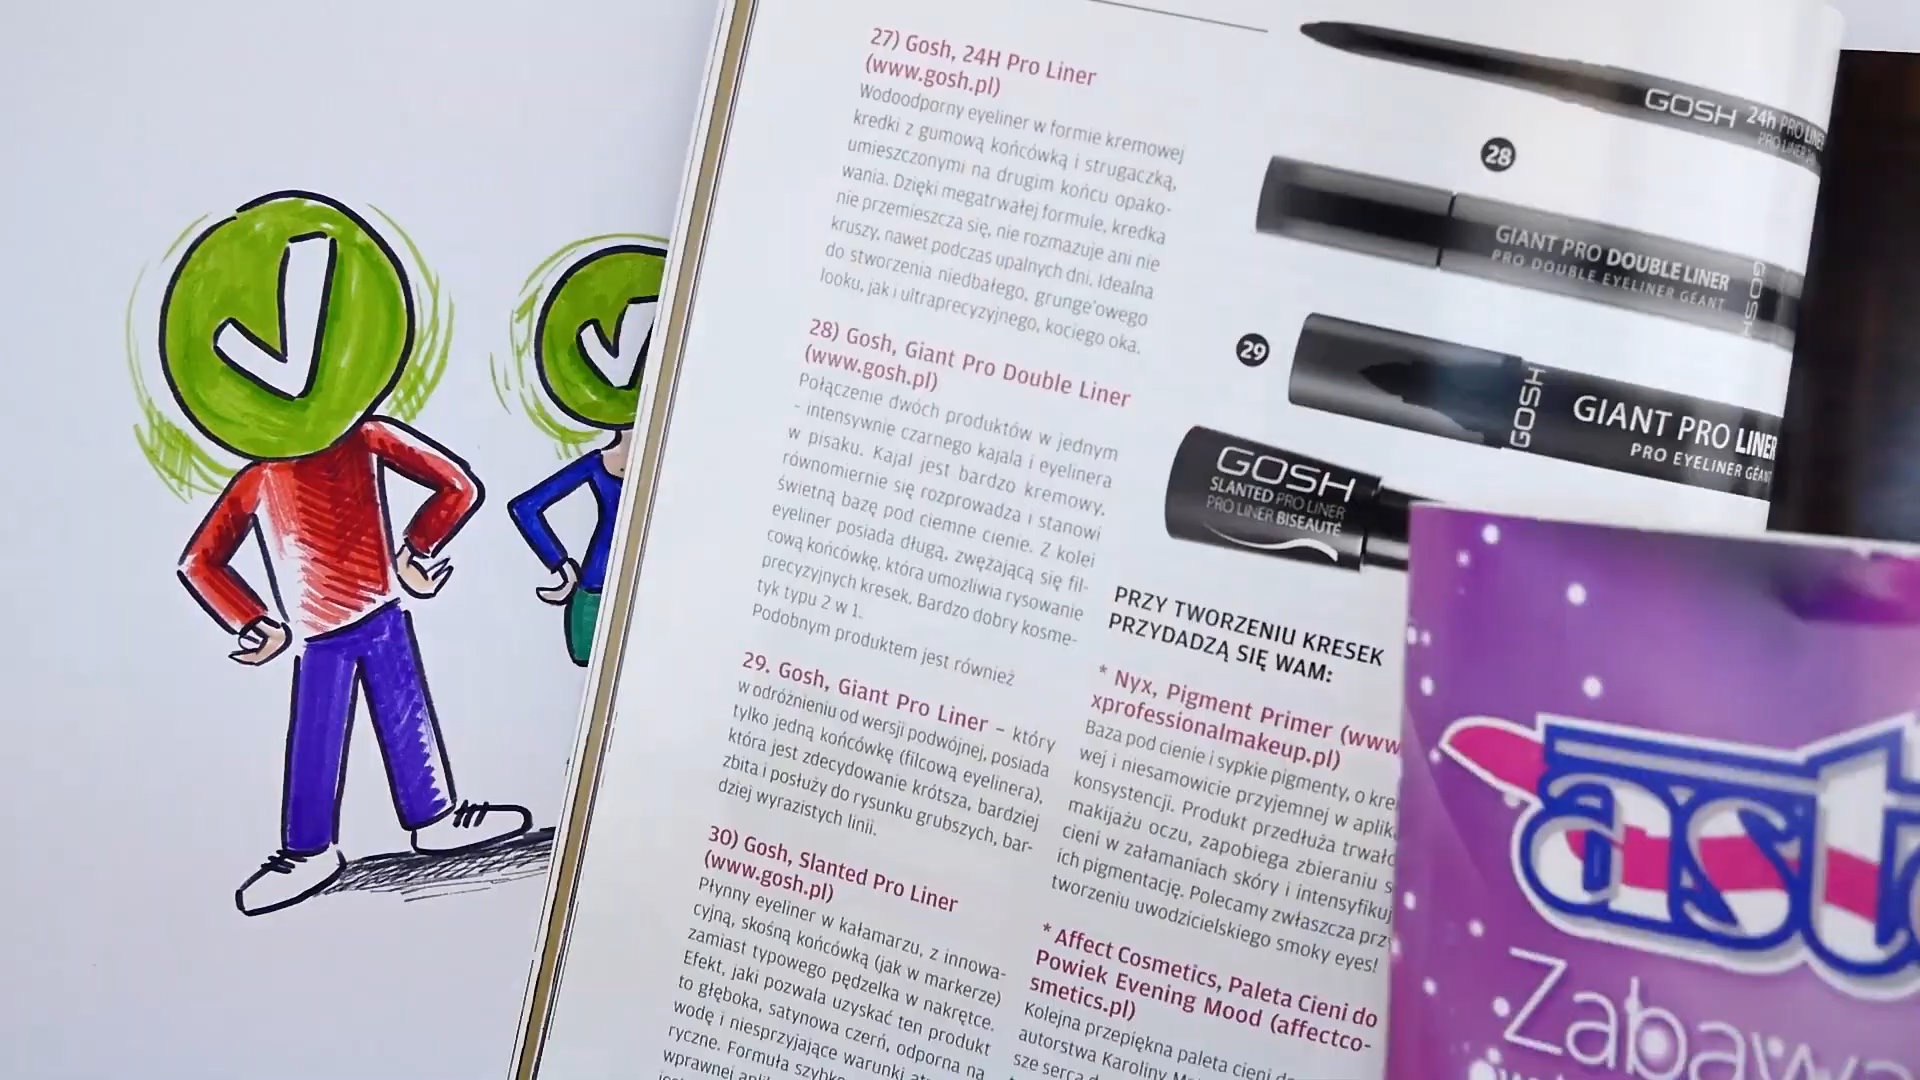 27) Gosh, 24H Pro Liner
(www.gosh.pl)
Wodoodporny eyeliner w formie kremowej
kredki z gumową końcówką i strugaczką,
umieszczonymi na drugim końcu opako-
wania. Dzięki megatrwałej formule, kredka
nie przemieszcza się, nie rozmazuje ani nie
kruszy, nawet podczas upalnych dni. Idealna
do stworzenia niedbałego, grunge'owego
looku, jak i ultraprecyzyjnego, kociego oka.
28) Gosh, Giant Pro Double Liner
(www.gosh.pl)
Połączenie dwóch produktów w jednym
- intensywnie czarnego kajala i eyelinera
w pisaku. Kajal jest bardzo kremowy,
równomiernie się rozprowadza i stanowi
świetną bazę pod ciemne cienie. Z kolei
eyeliner posiada długą, zwężającą się fil-
cową końcówkę, która umożliwia rysowanie
precyzyjnych kresek. Bardzo dobry kosme-
tyk typu 2 w 1.
Podobnym produktem jest również
29. Gosh, Giant Pro Liner – który
w odróżnieniu od wersji podwójnej, posiada
tylko jedną końcówkę (filcową eyelinera),
która jest zdecydowanie krótsza, bardziej
zbita i posłuży do rysunku grubszych, bar-
dziej wyrazistych linii.
30) Gosh, Slanted Pro Liner
(www.gosh.pl)
Płynny eyeliner w kałamarzu, z innowa-
cyjną, skośną końcówką (jak w markerze)
zamiast typowego pędzelka w nakrętce.
Efekt, jaki pozwala uzyskać ten produkt
to głęboka, satynowa czerń, odporna na
wodę i niesprzyjające warunki
ryczne. Formuła
wprawnej
GOSH 24h PRO LINER
PRO LINER
28
GIANT PRO DOUBLE LINER
PRO DOUBLE EYELINER GÉANT
GOSH
29
GOSH
GIANT PRO LINER
PRO EYELINER GÉANT
GOSH
SLANTED PRO LINER
PRO LINER BISEAUTÉ
PRZY TWORZENIU KRESEK
PRZYDADZĄ SIĘ WAM:
* Nyx, Pigment Primer (www
xprofessionalmakeup.pl)
Baza pod cienie i sypkie pigmenty, o kre
wej i niesamowicie przyjemnej w aplik
konsystencji. Produkt przedłuża trwało
makijażu oczu, zapobiega zbieraniu s
cieni w załamaniach skóry i intensyfikuj
ich pigmentację. Polecamy zwłaszcza przy
tworzeniu uwodzicielskiego smoky eyes!
* Affect Cosmetics, Paleta Cieni do
Powiek Evening Mood (affectco-
smetics.pl)
Kolejna przepiękna paleta cieni
autorstwa Karoliny
sze serca
ast
Zabawa